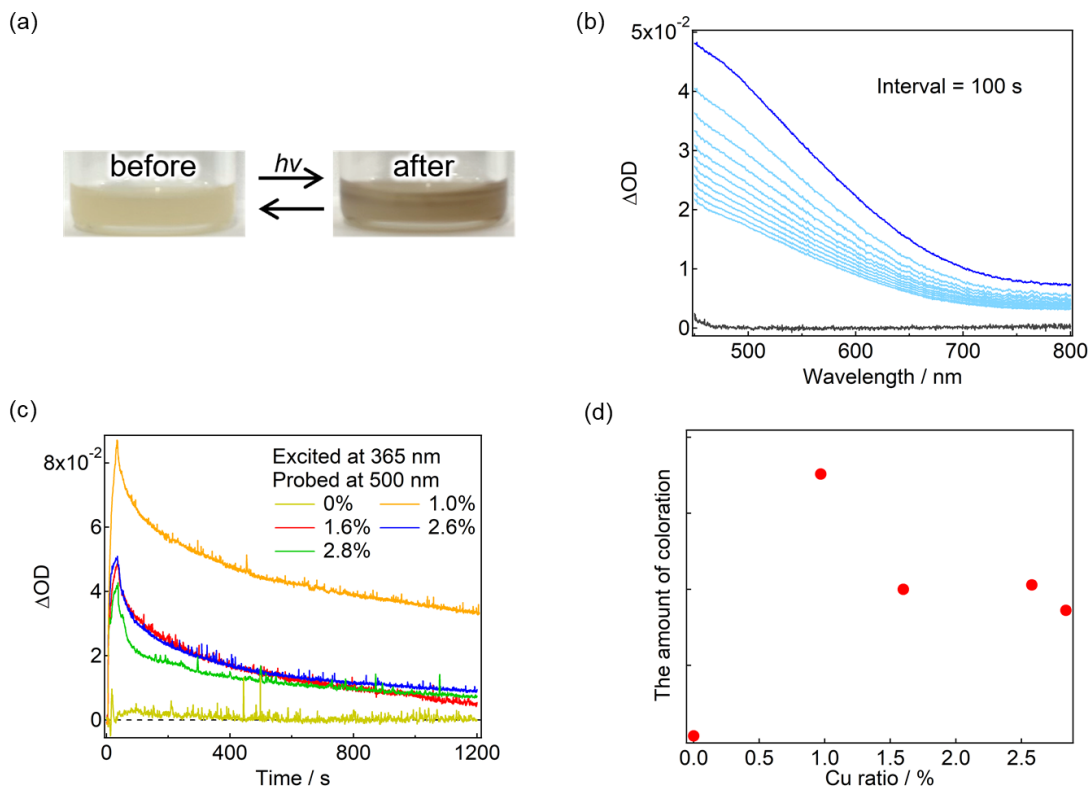 (a)
before
hν
after
(b)
5x10⁻²
4
3
2
1
0
ΔOD
Interval = 100 s
500
600
700
800
Wavelength / nm
(c)
8x10⁻²
6
4
2
0
ΔOD
Excited at 365 nm
Probed at 500 nm
0%
1.0%
1.6%
2.6%
2.8%
0
400
800
1200
Time / s
(d)
The amount of coloration
0.0
0.5
1.0
1.5
2.0
2.5
Cu ratio / %